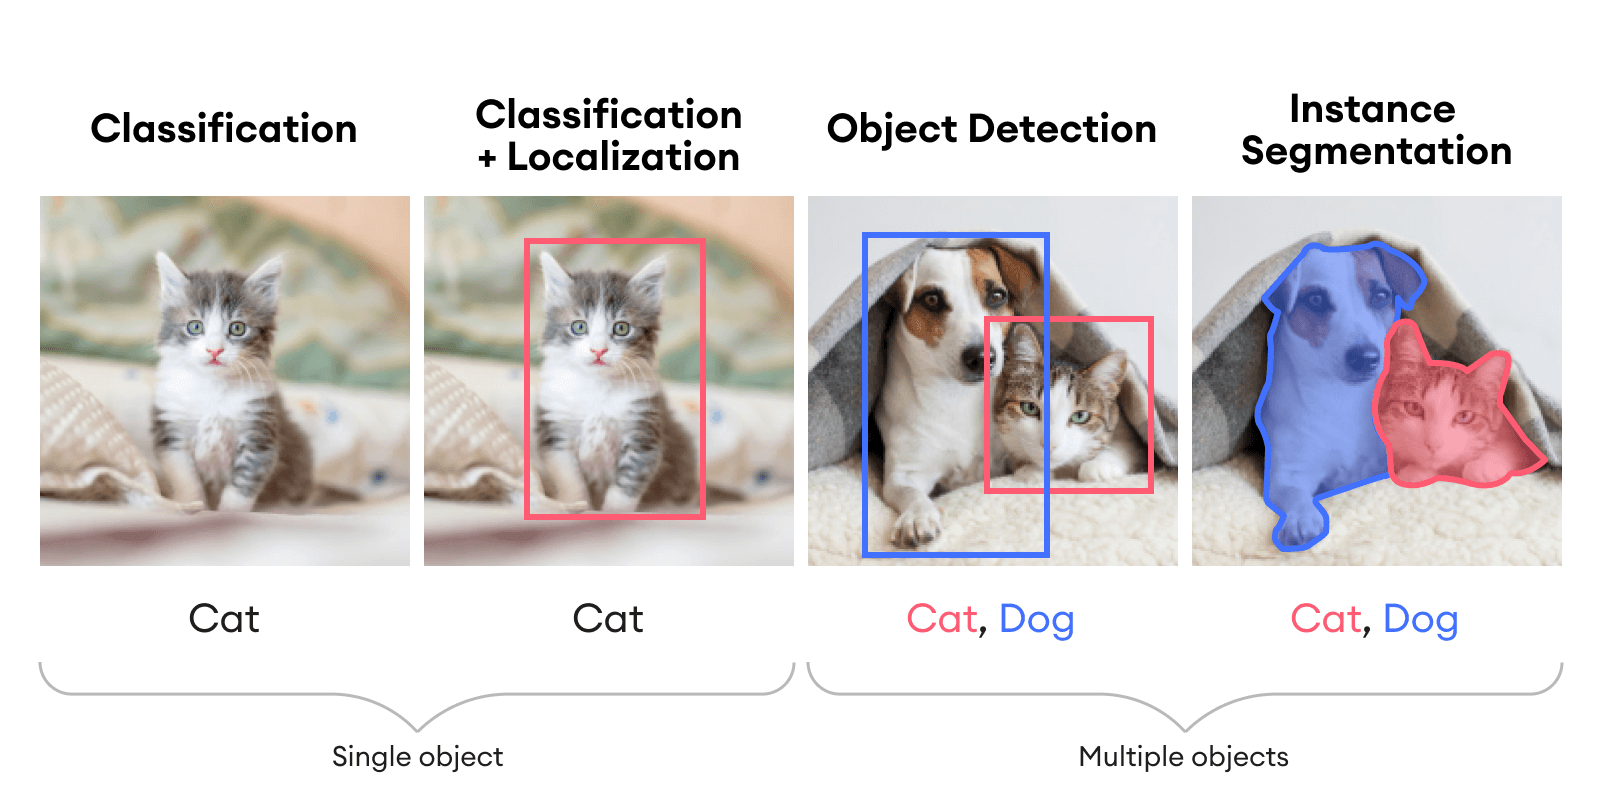 Classification
Classification
+ Localization
Object Detection
Instance
Segmentation
Cat
Cat
Cat, Dog
Cat, Dog
Single object
Multiple objects